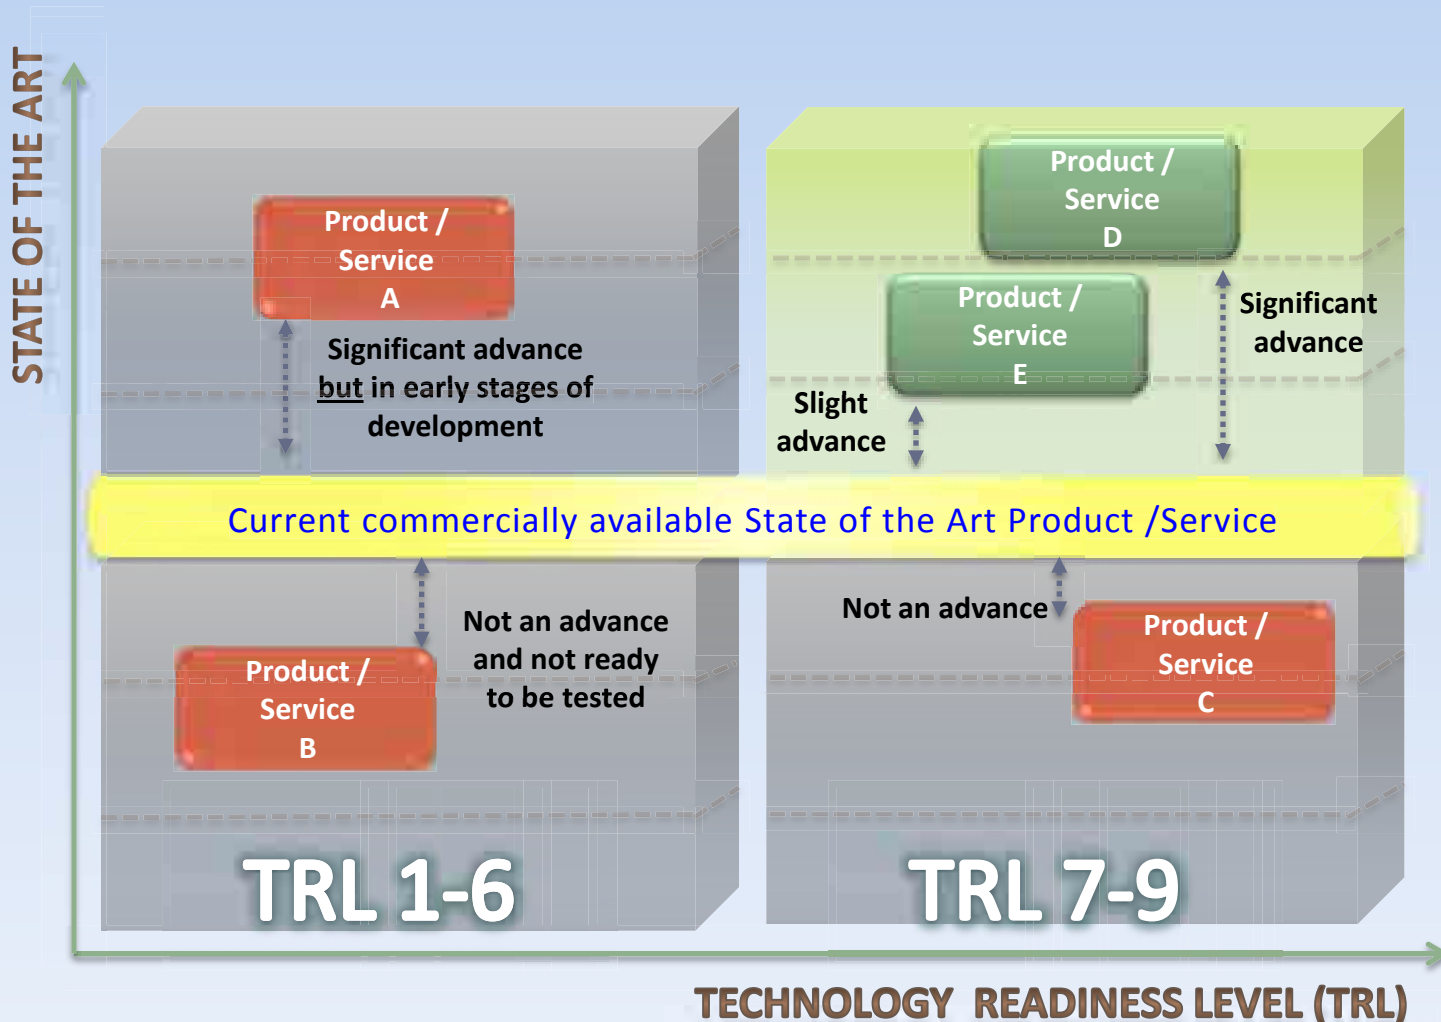 STATE OF THE ART
Product /
Service
A
Significant advance
but in early stages of
development
Product /
Service
D
Product /
Service
E
Significant
advance
Slight
advance
Current commercially available State of the Art Product /Service
Not an advance
and not ready
to be tested
Product /
Service
B
Not an advance
Product /
Service
C
TRL 1-6
TRL 7-9
TECHNOLOGY READINESS LEVEL (TRL)